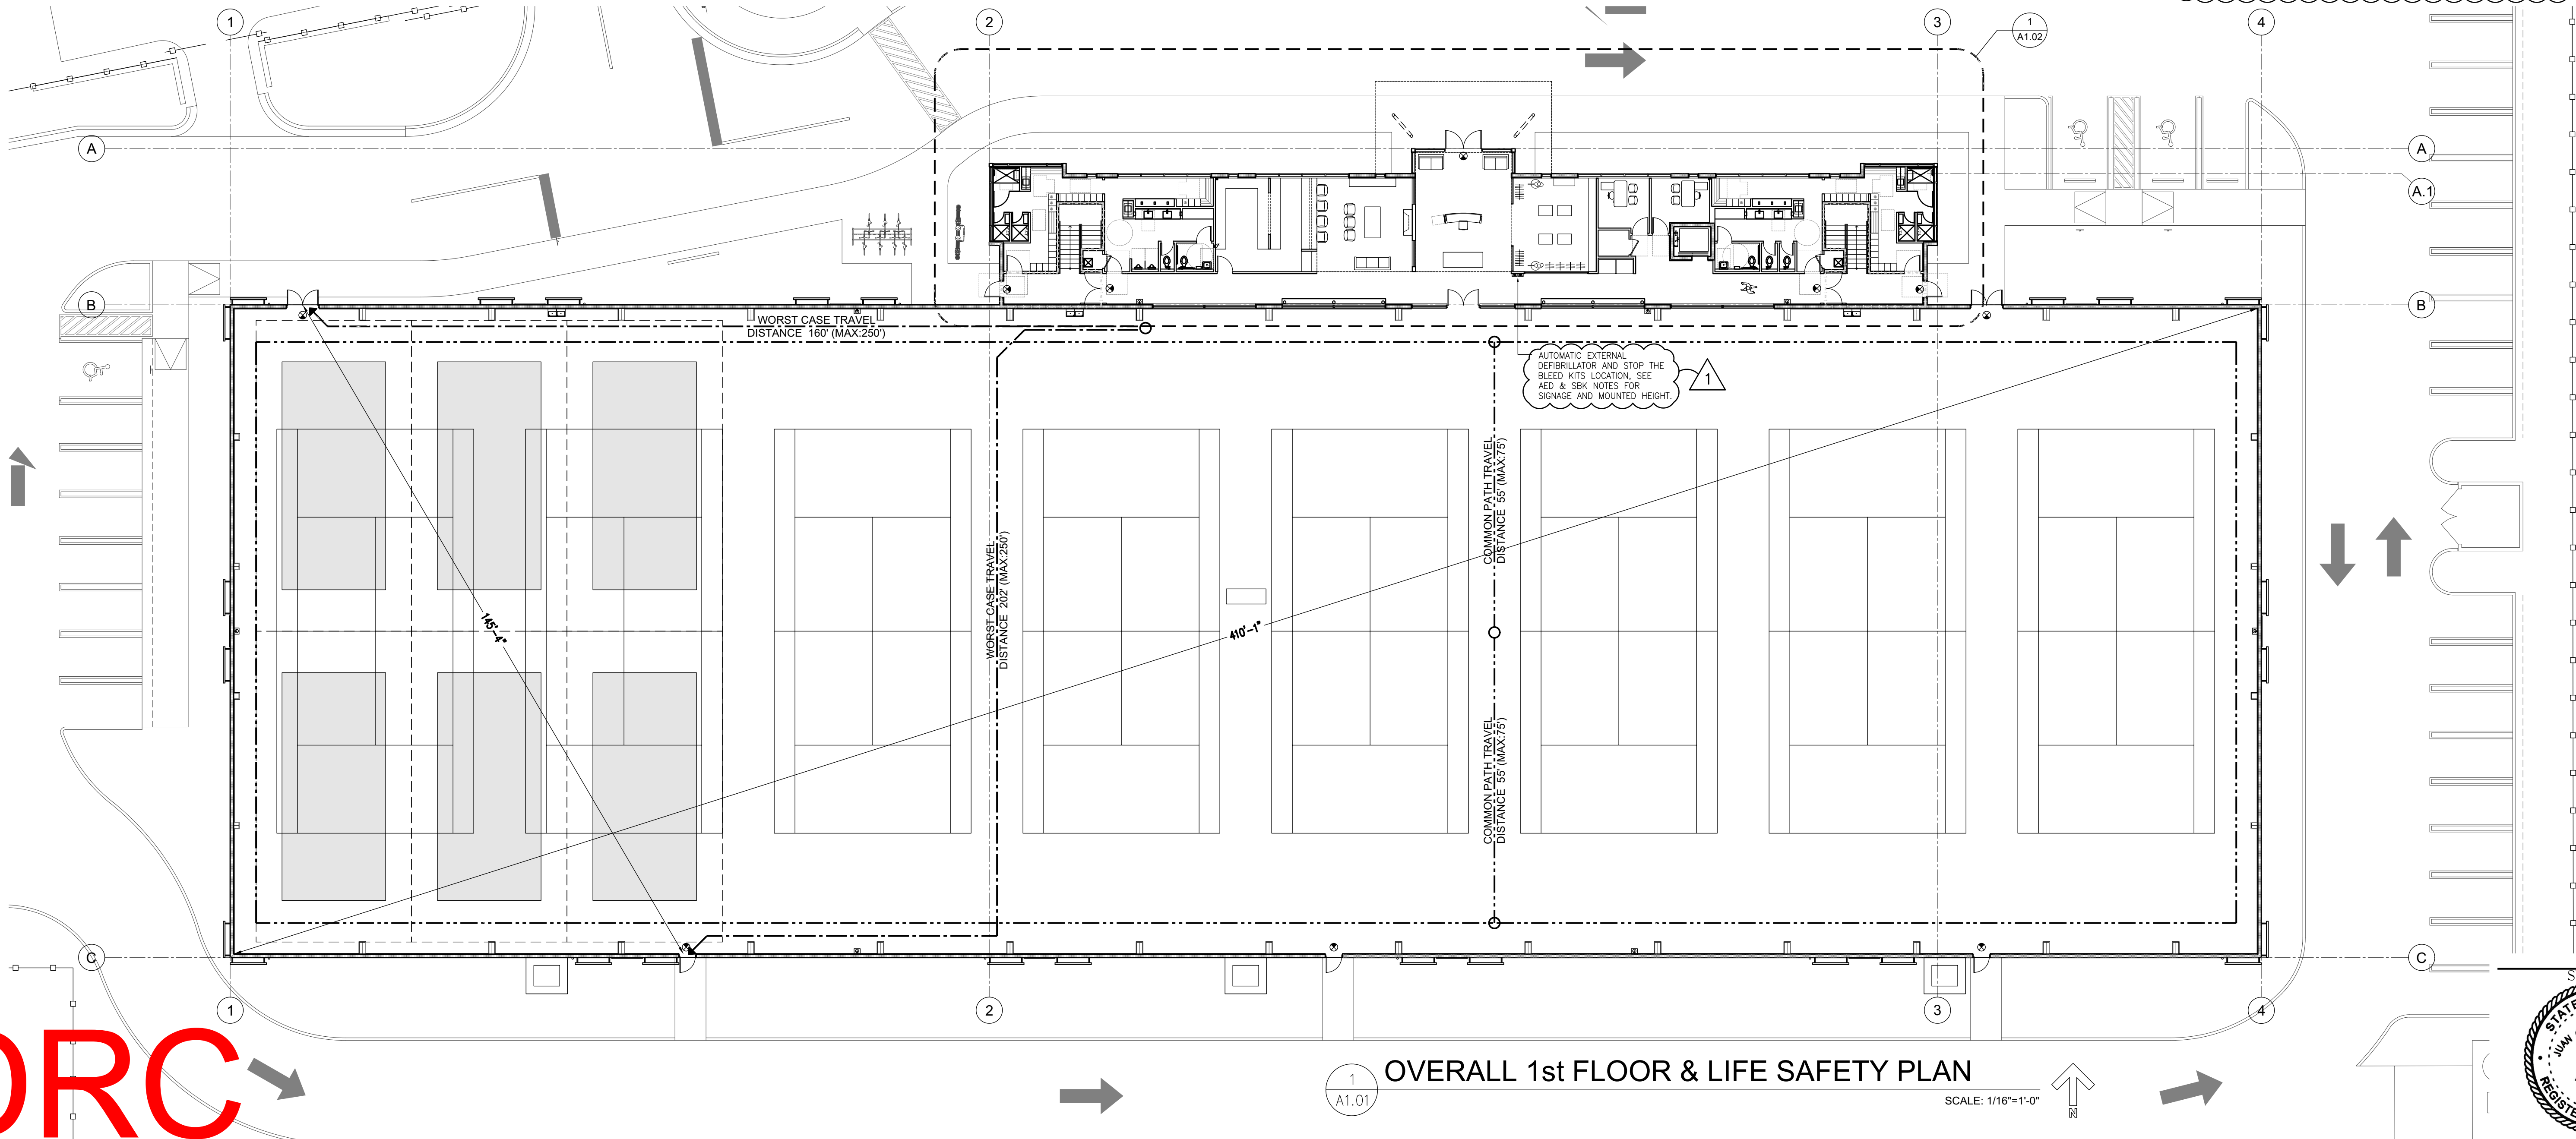 1
2
3
4
1
A1.02
A
A
A.1
B
B
WORST CASE TRAVEL
DISTANCE 160' (MAX:250')
AUTOMATIC EXTERNAL
DEFIBRILLATOR AND STOP THE
BLEED KITS LOCATION, SEE
AED & SBK NOTES FOR
SIGNAGE AND MOUNTED HEIGHT.
1
COMMON PATH TRAVEL
DISTANCE 55' (MAX:75')
WORST CASE TRAVEL
DISTANCE 202' (MAX:250')
145'-4"
410'-1"
COMMON PATH TRAVEL
DISTANCE 55' (MAX:75')
C
C
1
2
3
4
DRC
1
A1.01
OVERALL 1st FLOOR & LIFE SAFETY PLAN
SCALE: 1/16"=1'-0"
N
S
STATE
JUAN
REGISTE